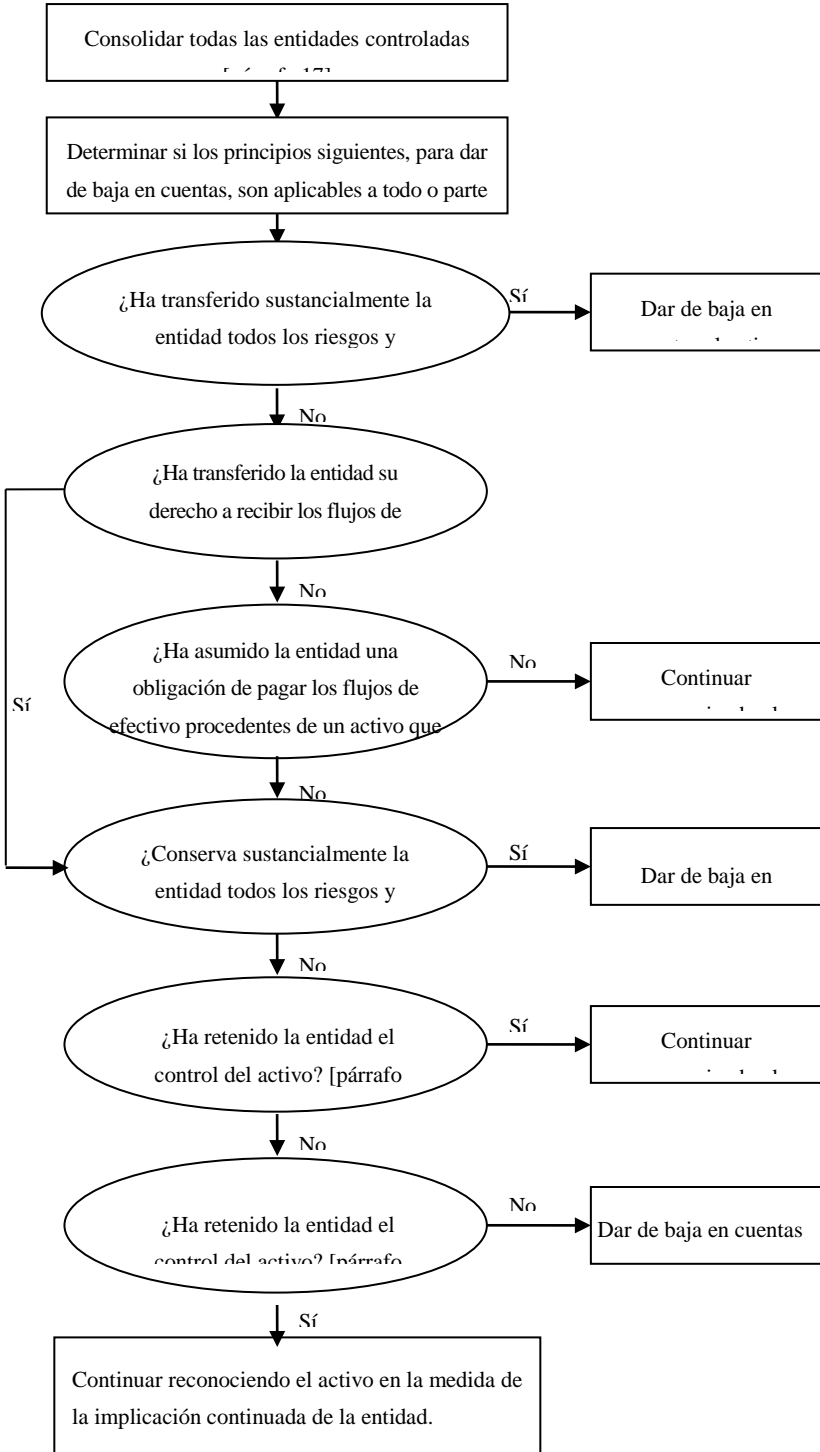 Consolidar todas las entidades controladas
Determinar si los principios siguientes, para dar
de baja en cuentas, son aplicables a todo o parte
¿Ha transferido sustancialmente la
entidad todos los riesgos y
Sí
Dar de baja en
No
¿Ha transferido la entidad su
derecho a recibir los flujos de
Sí
No
¿Ha asumido la entidad una
obligación de pagar los flujos de
efectivo procedentes de un activo que
No
Continuar
No
¿Conserva sustancialmente la
entidad todos los riesgos y
Sí
Dar de baja en
No
¿Ha retenido la entidad el
control del activo? [párrafo
Sí
Continuar
No
¿Ha retenido la entidad el
control del activo? [párrafo
No
Dar de baja en cuentas
Sí
Continuar reconociendo el activo en la medida de
la implicación continuada de la entidad.